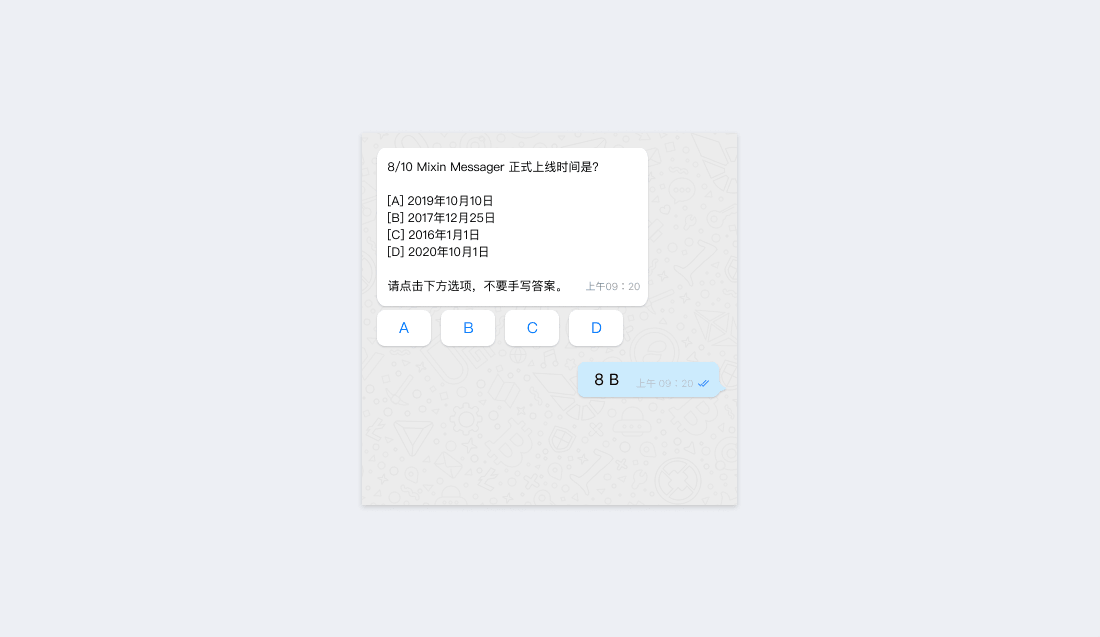 8/10 Mixin Messager 正式上线时间是?
[A] 2019年10月10日
[B] 2017年12月25日
[C] 2016年1月1日
[D] 2020年10月1日
请点击下方选项，不要手写答案。 上午09：20
A B C D
8 B 上午 09：20